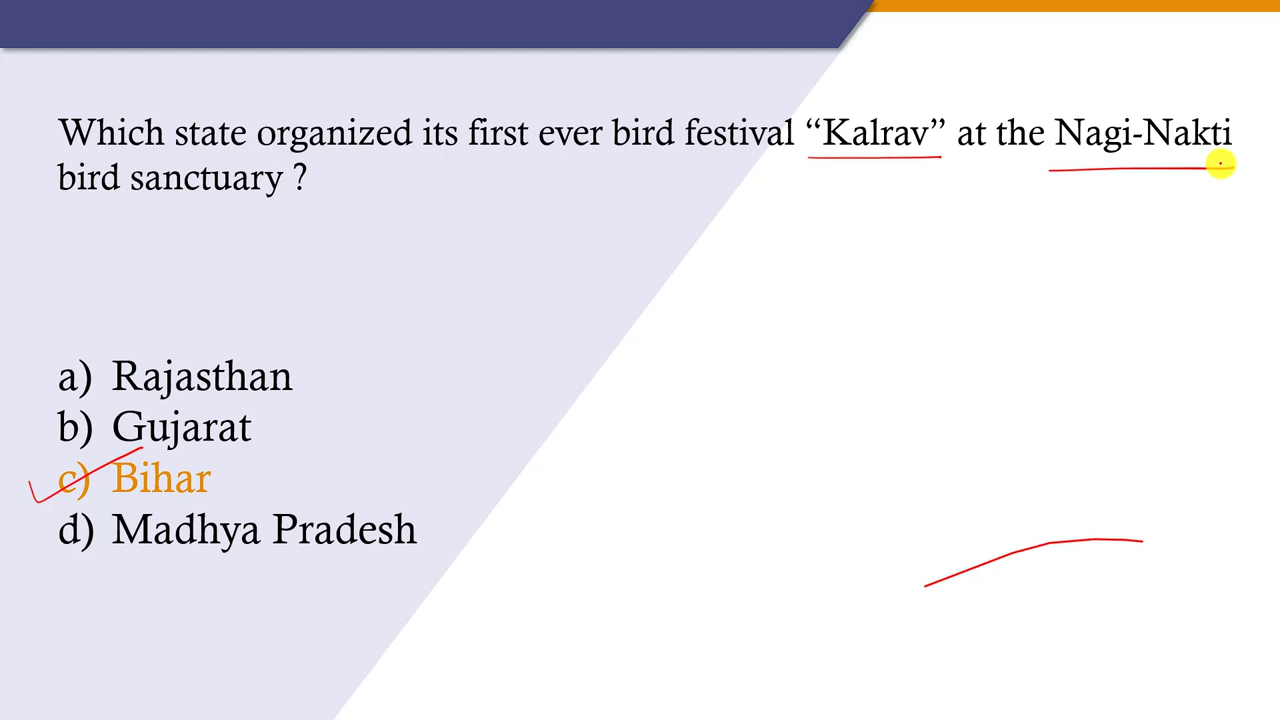 Which state organized its first ever bird festival “Kalrav” at the Nagi-Nakti
bird sanctuary ?
a) Rajasthan
b) Gujarat
c) Bihar
d) Madhya Pradesh